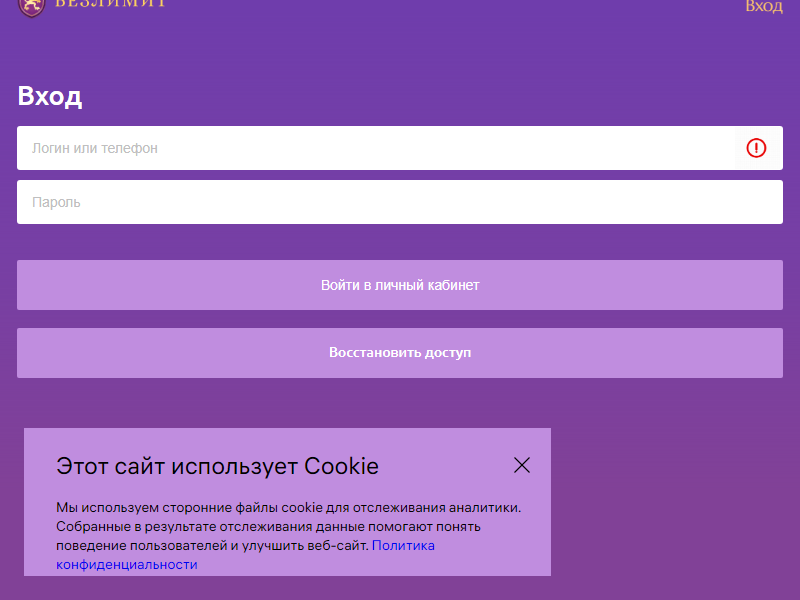 БЕЗЛИМИТ
Вход
Вход
Логин или телефон
Пароль
Войти в личный кабинет
Восстановить доступ
Этот сайт использует Cookie
Мы используем сторонние файлы cookie для отслеживания аналитики.
Собранные в результате отслеживания данные помогают понять
поведение пользователей и улучшить веб-сайт. Политика
конфиденциальности